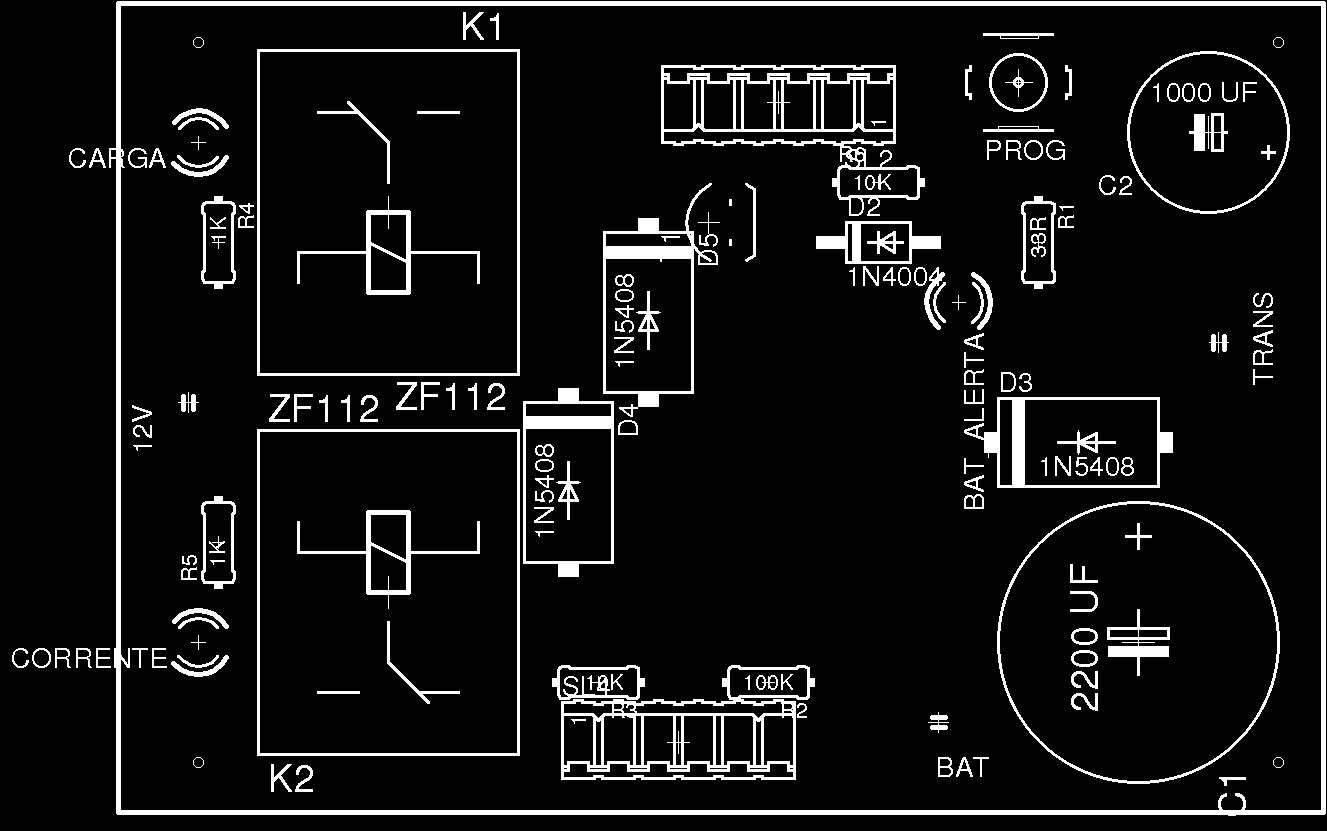 K1
1000 UF
C2
PROG
CARGA
1
R6
SL2
10K
D2
1N4004
38R
R1
1K
R4
D5
1
1N5408
TRANS
ZF112
ZF112
12V
D4
1N5408
BAT ALERTA
D3
1N5408
1K
R5
CORRENTE
2200 UF
C1
SL4
10K
100K
R3
R2
1
BAT
K2